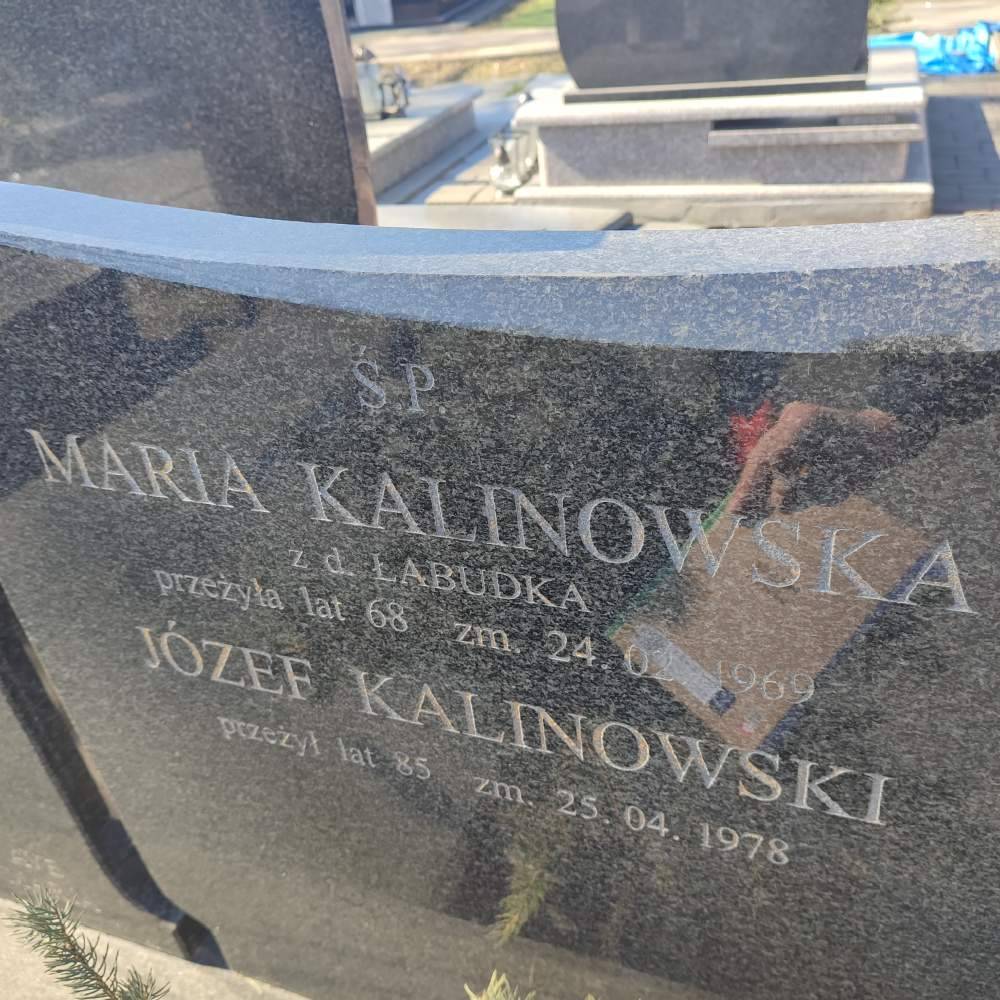 Ś.P.
MARIA KALINOWSKA
z d. ŁABUDKA
przeżyła lat 68 zm. 24. 02 1969
JÓZEF KALINOWSKI
przeżył lat 85 zm. 25. 04. 1978